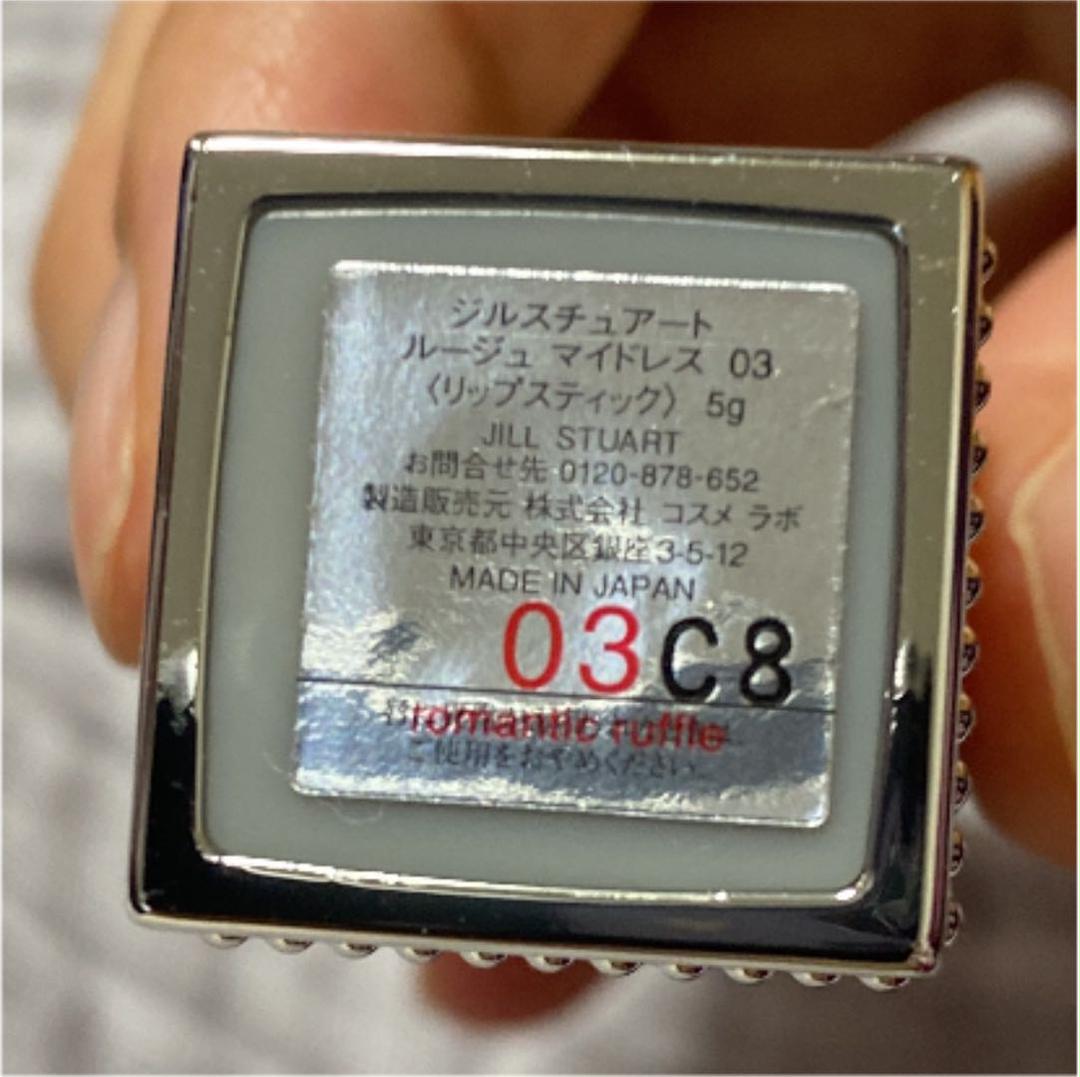 ジルスチュアート
ルージュ マイドレス 03
〈リップスティック〉 5g
JILL STUART
お問合せ先 0120-878-652
製造販売元 株式会社 コスメ ラボ
東京都中央区銀座3-5-12
MADE IN JAPAN
03 C8
romantic ruffle
ご使用をおやめください。